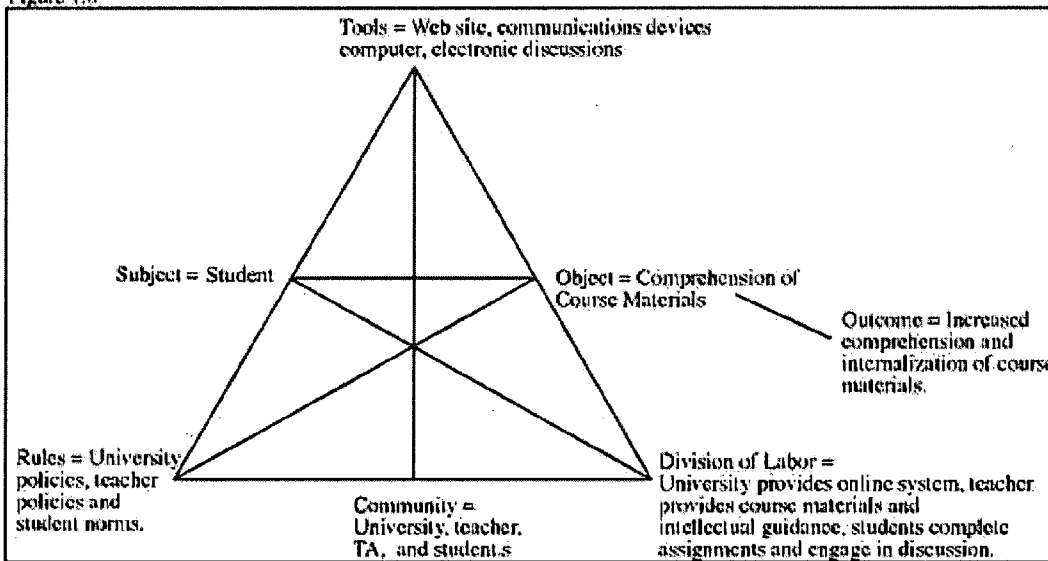 Tools = Web site, communications devices
computer, electronic discussions
Subject = Student
Object = Comprehension of
Course Materials
Outcome = Increased
comprehension and
internalization of course
materials.
Rules = University
policies, teacher
policies and
student norms.
Community =
University, teacher,
TA, and student.s
Division of Labor =
University provides online system, teacher
provides course materials and
intellectual guidance, students complete
assignments and engage in discussion.